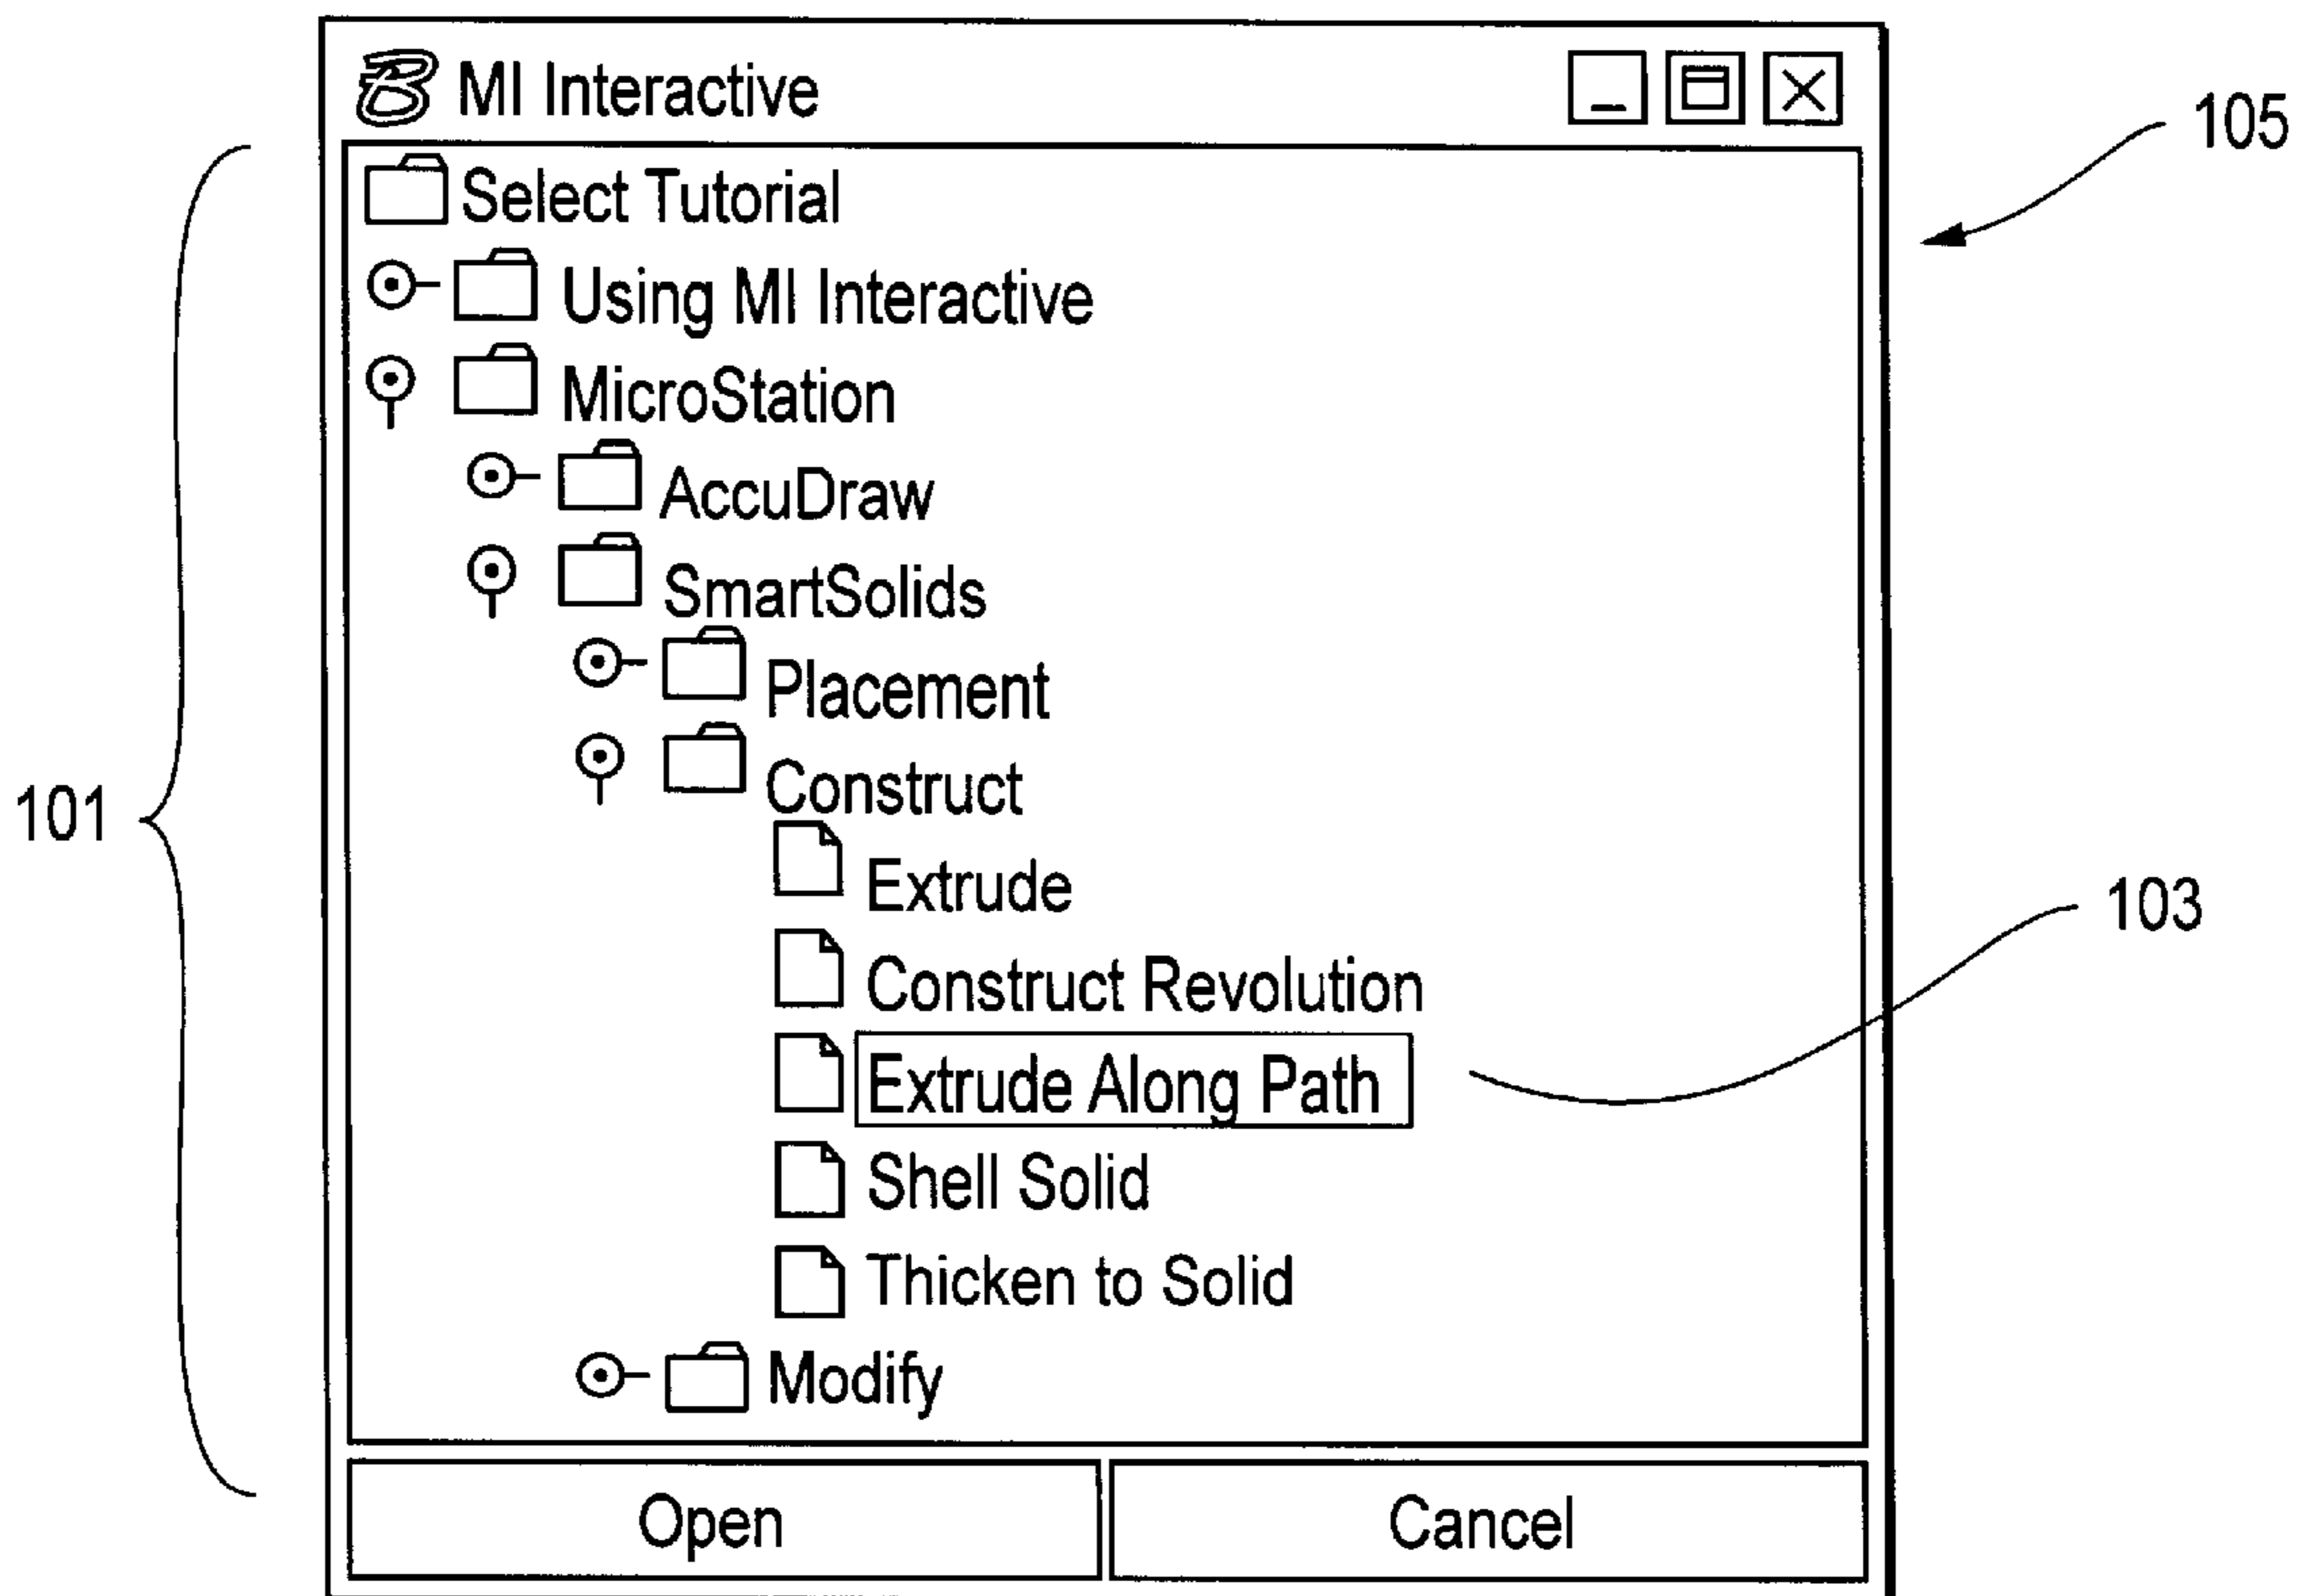 MI Interactive
105
Select Tutorial
Using MI Interactive
MicroStation
AccuDraw
SmartSolids
Placement
Construct
101
Extrude
103
Construct Revolution
Extrude Along Path
Shell Solid
Thicken to Solid
Modify
Open Cancel